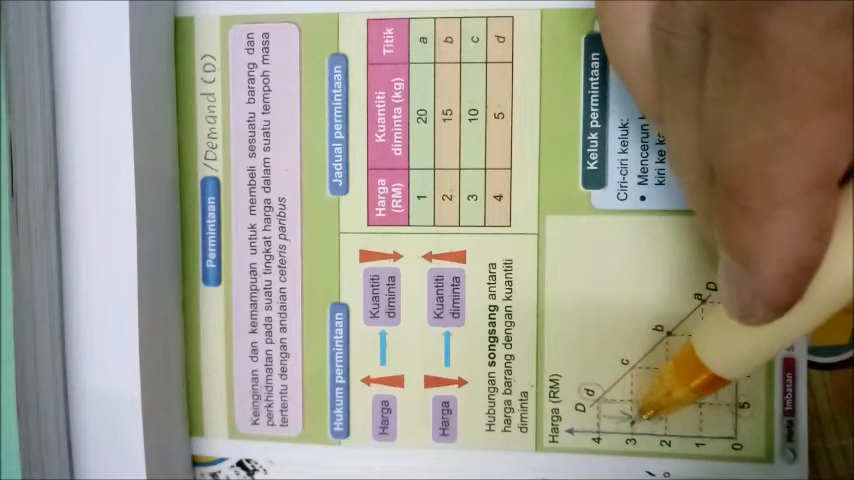 Permintaan /Demand (D)
Keinginan dan kemampuan untuk membeli sesuatu barang dan
perkhidmatan pada suatu tingkat harga dalam suatu tempoh masa
tertentu dengan andaian ceteris paribus
Hukum permintaan
Harga
Kuantiti
diminta
Harga
Kuantiti
diminta
Hubungan songsang antara
harga barang dengan kuantiti
diminta
Jadual permintaan
Harga
(RM)
Kuantiti
diminta (kg)
Titik
1 20 a
2 15 b
3 10 c
4 5 d
Harga (RM)
D
d
c
b
a
D
4
3
2
1
0
5
Keluk permintaan
Ciri-ciri keluk:
• Mencerun
kiri ke
Nota Imbasan